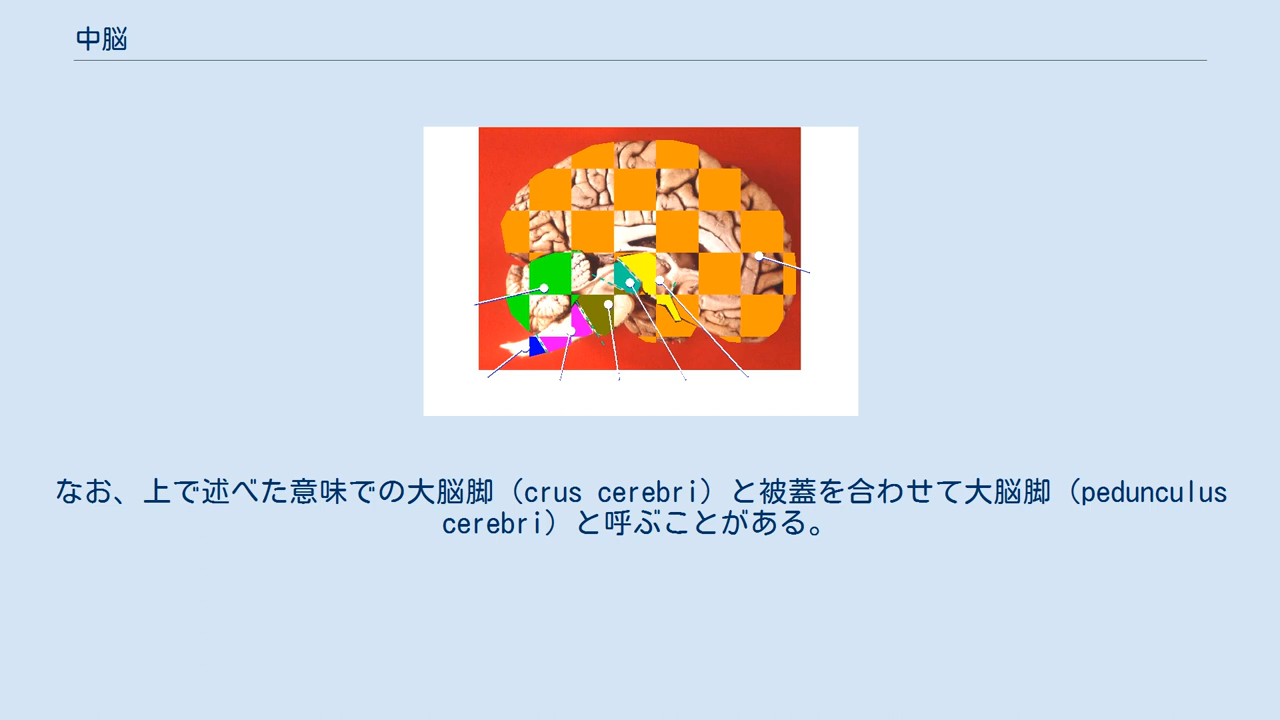 中脳
なお、上で述べた意味での大脳脚（crus cerebri）と被蓋を合わせて大脳脚（pedunculus
cerebri）と呼ぶことがある。